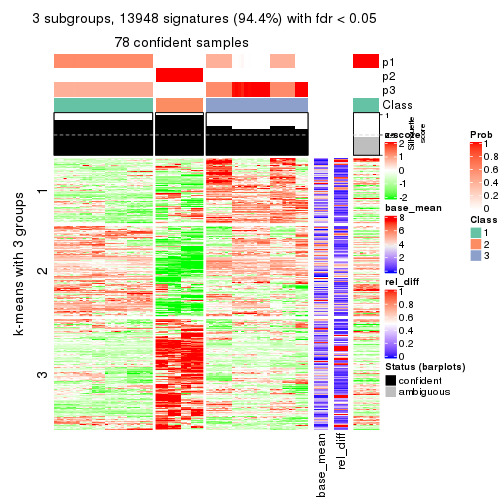 3 subgroups, 13948 signatures (94.4%) with fdr < 0.05
78 confident samples
p1
p2
p3
Class
1
Silhouette
score
z-score
2
1
0
-1
-2
base_mean
8
6
4
2
0
rel_diff
1
0.8
0.6
0.4
0.2
0
Status (barplots)
confident
ambiguous
Prob
1
0.8
0.6
0.4
0.2
0
Class
1
2
3
k-means with 3 groups
1
2
3
base_mean
rel_diff